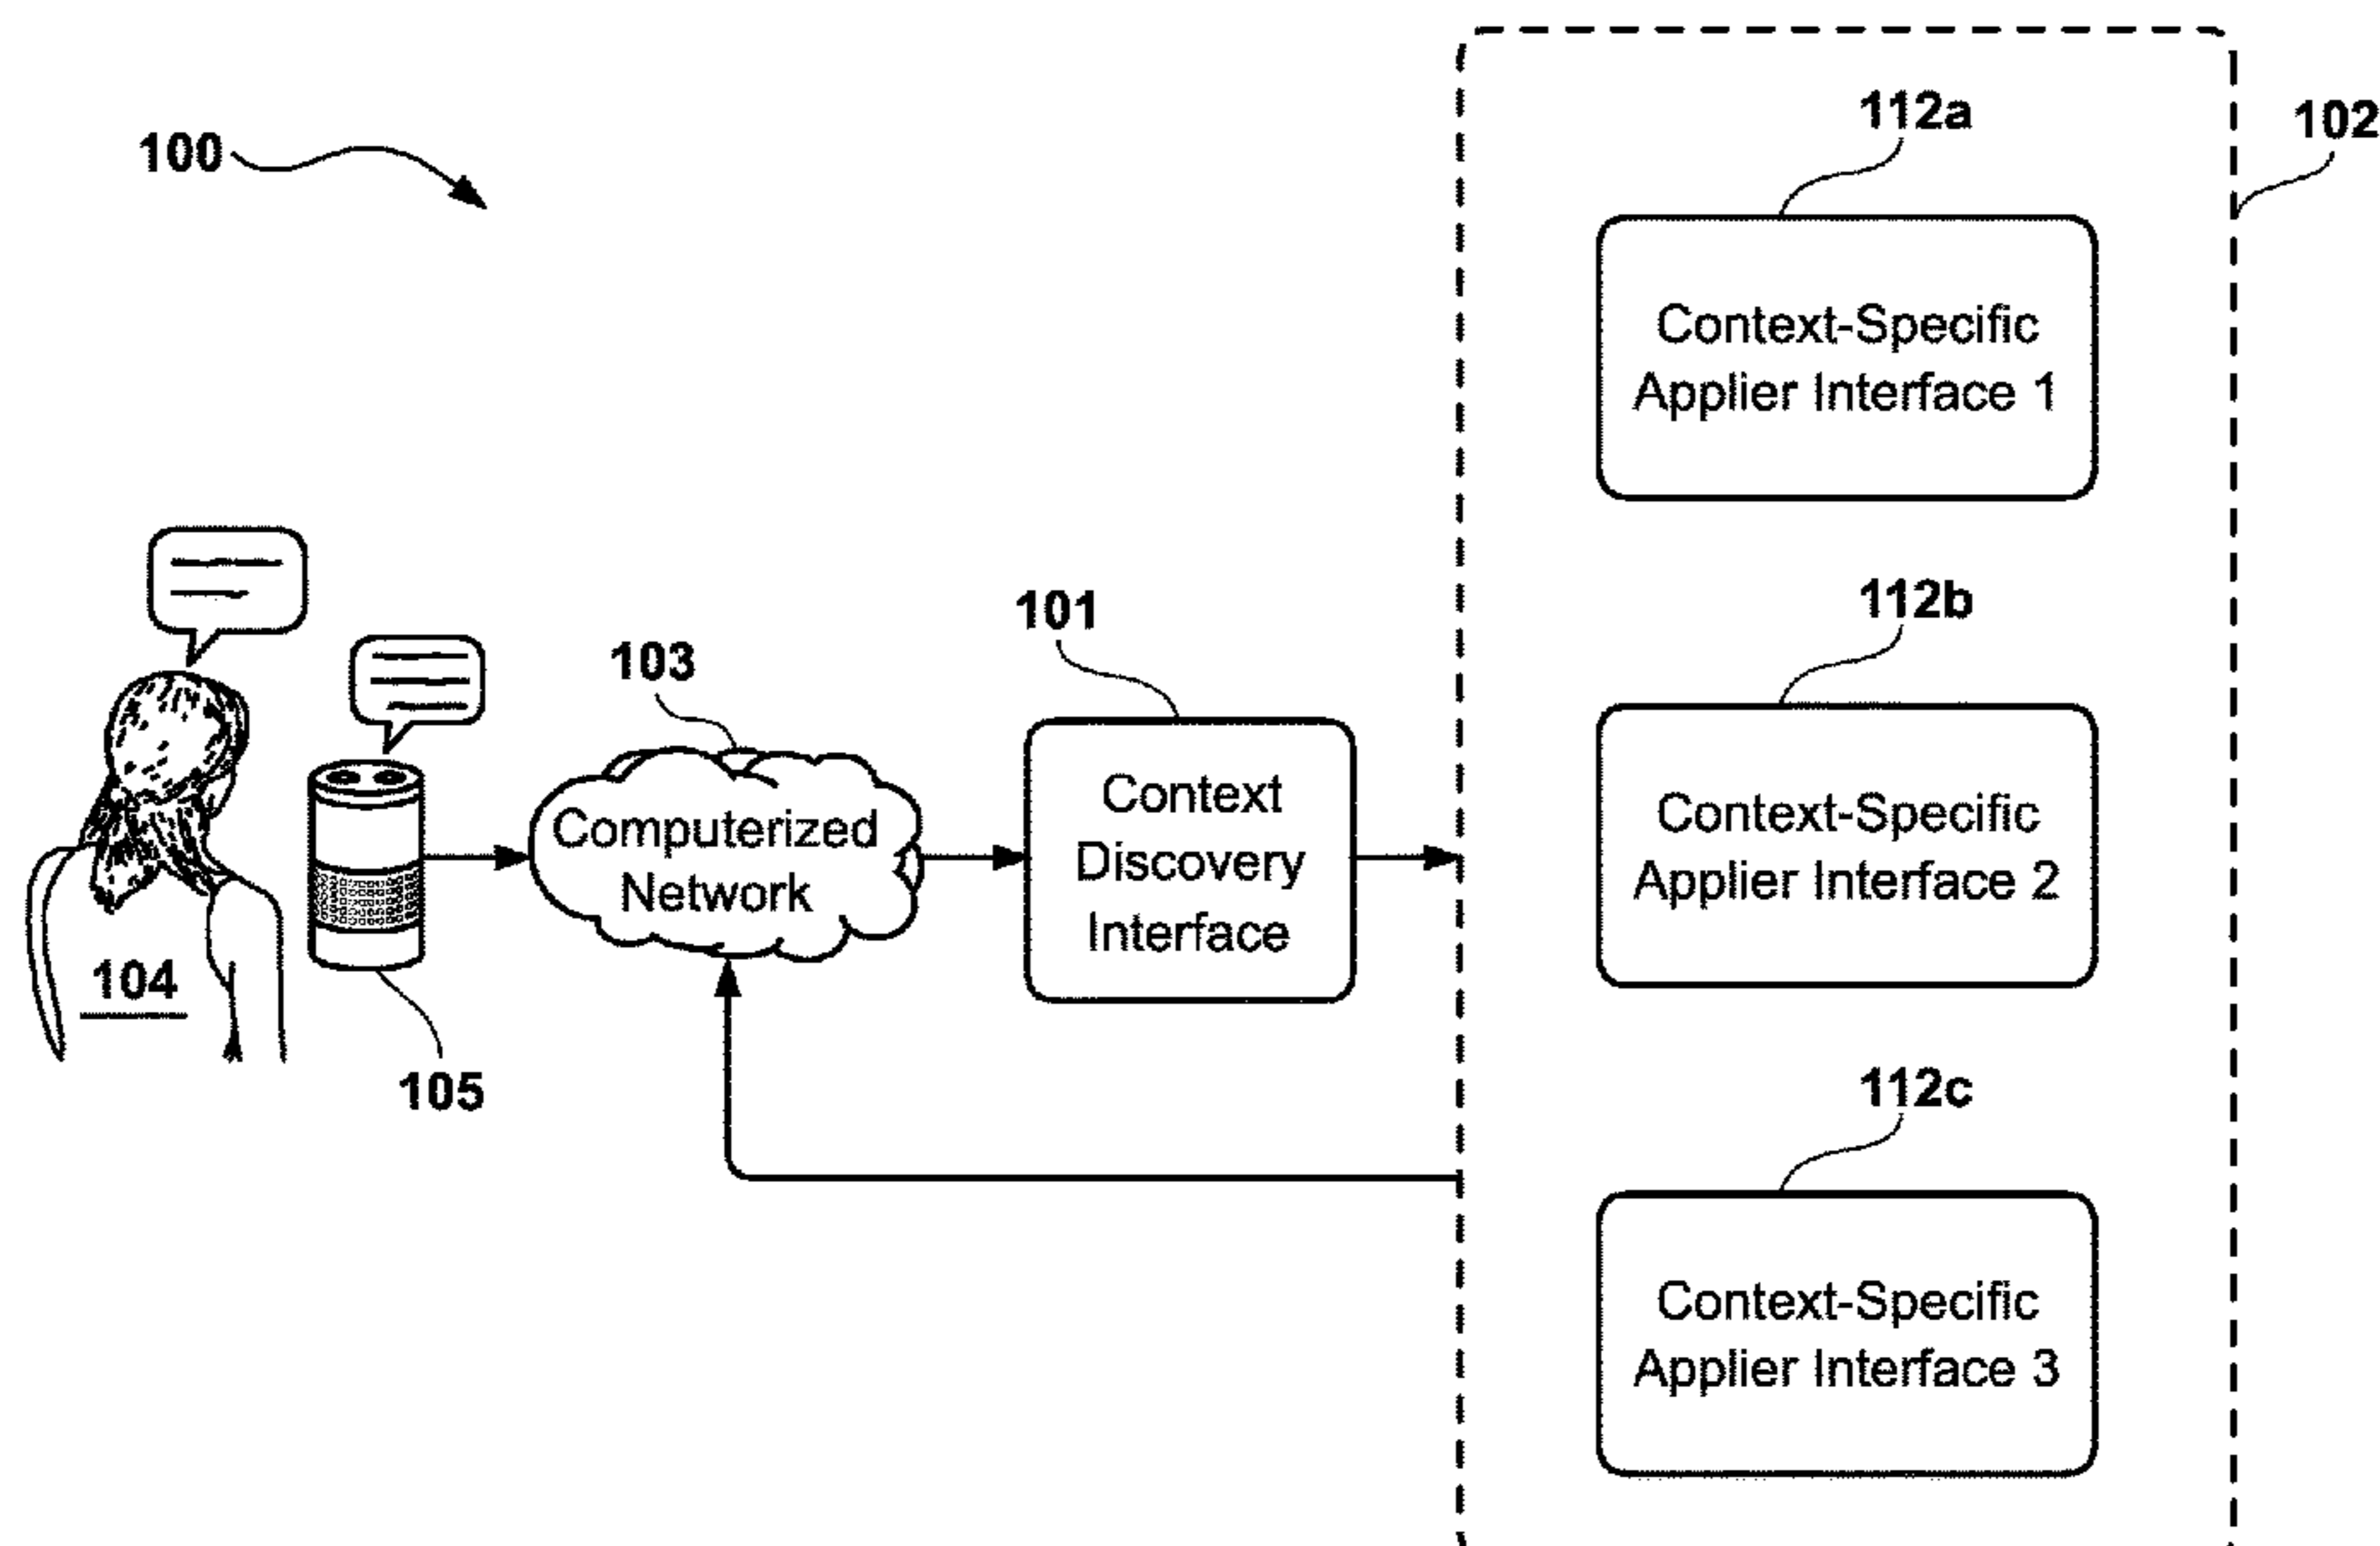 100
112a
102
Context-Specific
Applier Interface 1
112b
Context-Specific
Applier Interface 2
101
103
Context
Discovery
Interface
Computerized
Network
104
105
112c
Context-Specific
Applier Interface 3